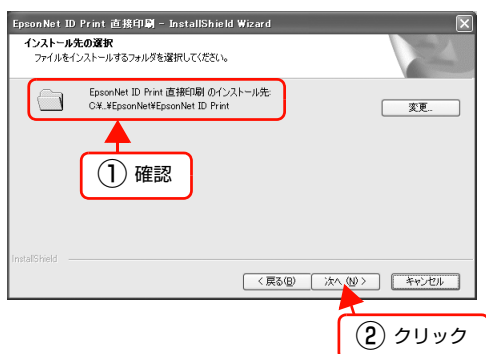 EpsonNet ID Print 直接印刷 - InstallShield Wizard
インストール先の選択
ファイルをインストールするフォルダを選択してください。
EpsonNet ID Print 直接印刷 のインストール先:
C:¥..¥EpsonNet¥EpsonNet ID Print
変更...
① 確認
InstallShield
< 戻る(B)
次へ(N) >
キャンセル
② クリック